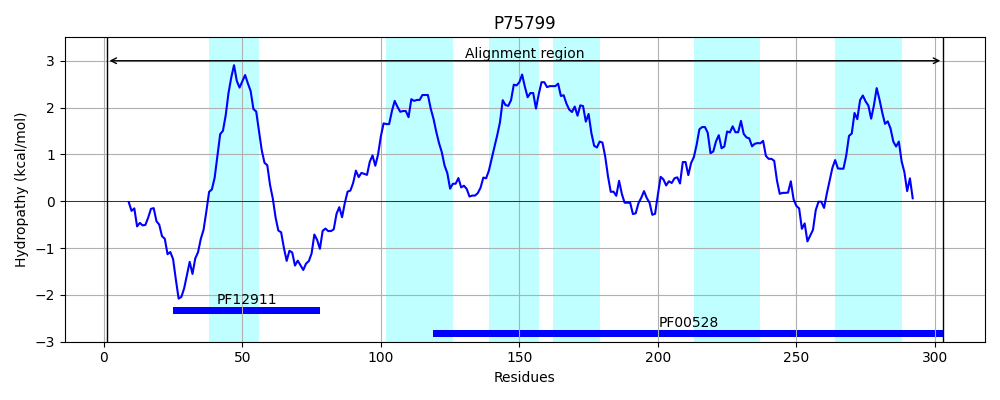 P75799
Alignment region
Hydropathy (kcal/mol)
3
2
1
0
−1
−2
−3
PF12911
PF00528
0 50 100 150 200 250 300
Residues